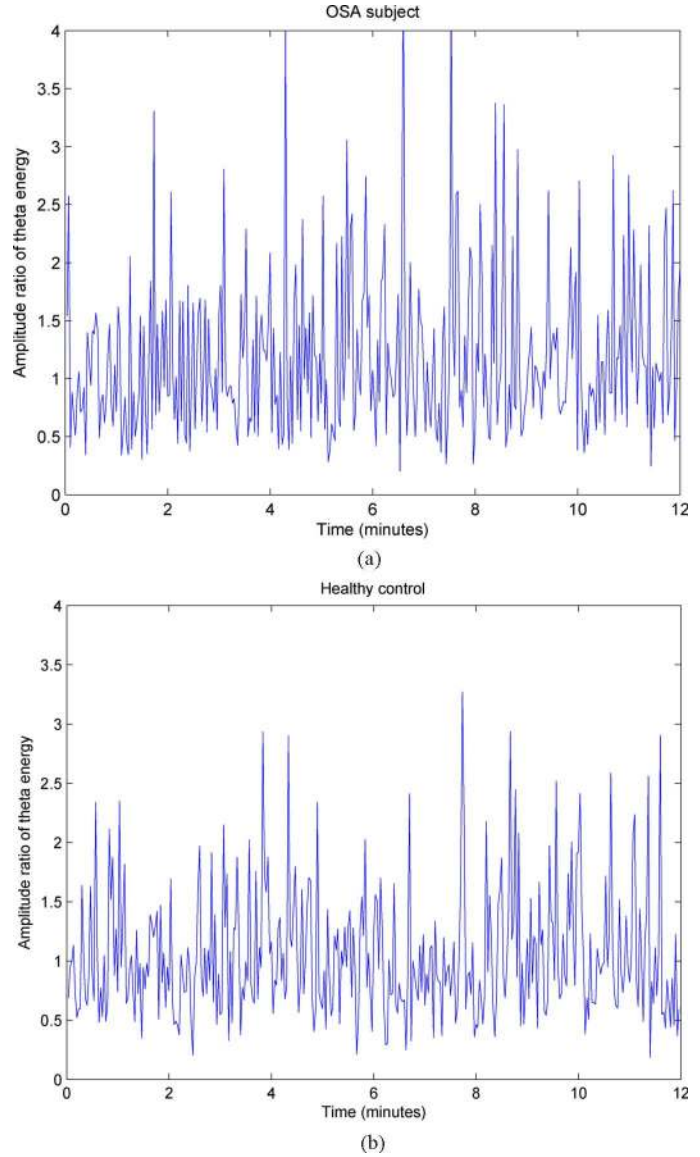 OSA subject
Amplitude ratio of theta energy
4
3.5
3
2.5
2
1.5
1
0.5
0
0 2 4 6 8 10 12
Time (minutes)
(a)
Healthy control
Amplitude ratio of theta energy
4
3.5
3
2.5
2
1.5
1
0.5
0
0 2 4 6 8 10 12
Time (minutes)
(b)